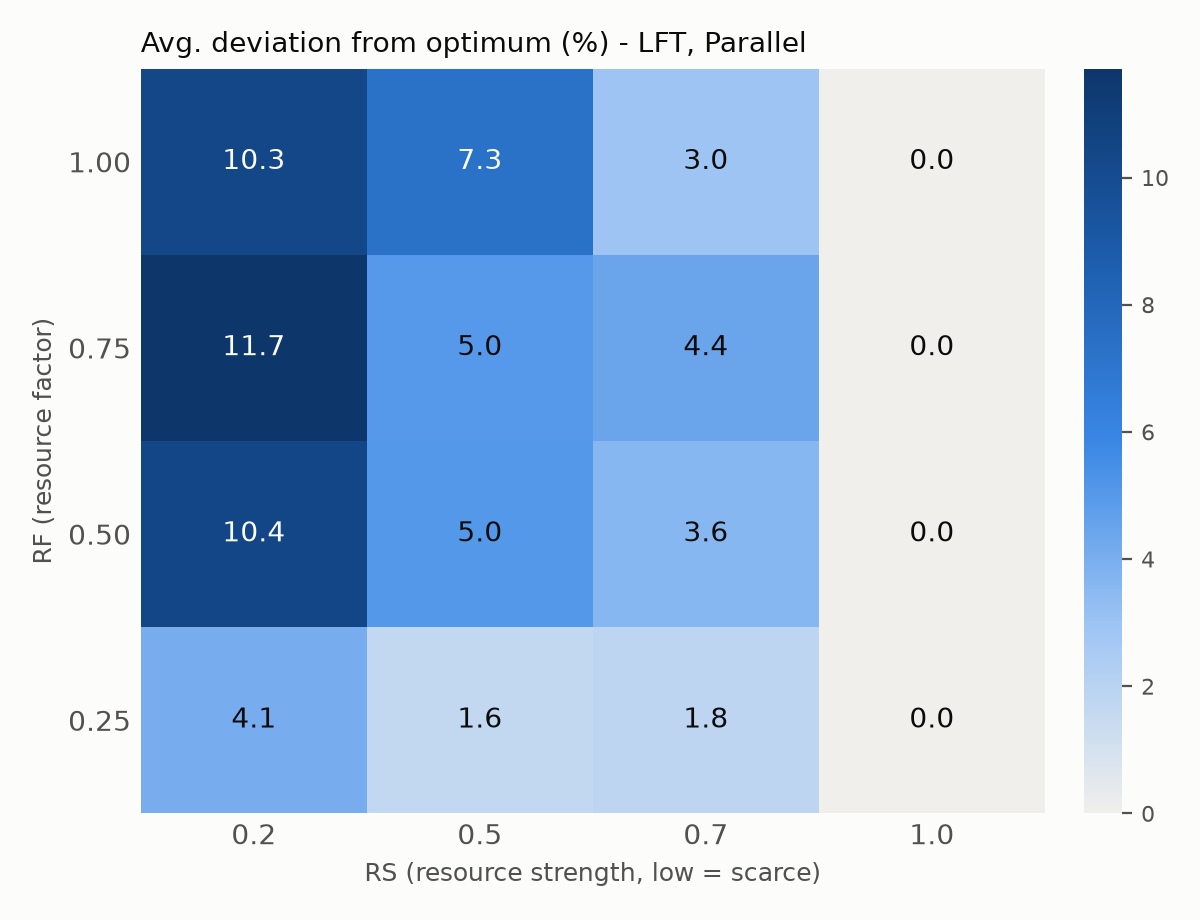 Avg. deviation from optimum (%) - LFT, Parallel
1.00 10.3 7.3 3.0 0.0
0.75 11.7 5.0 4.4 0.0
0.50 10.4 5.0 3.6 0.0
0.25 4.1 1.6 1.8 0.0
0.2 0.5 0.7 1.0
RS (resource strength, low = scarce)
RF (resource factor)
10
8
6
4
2
0